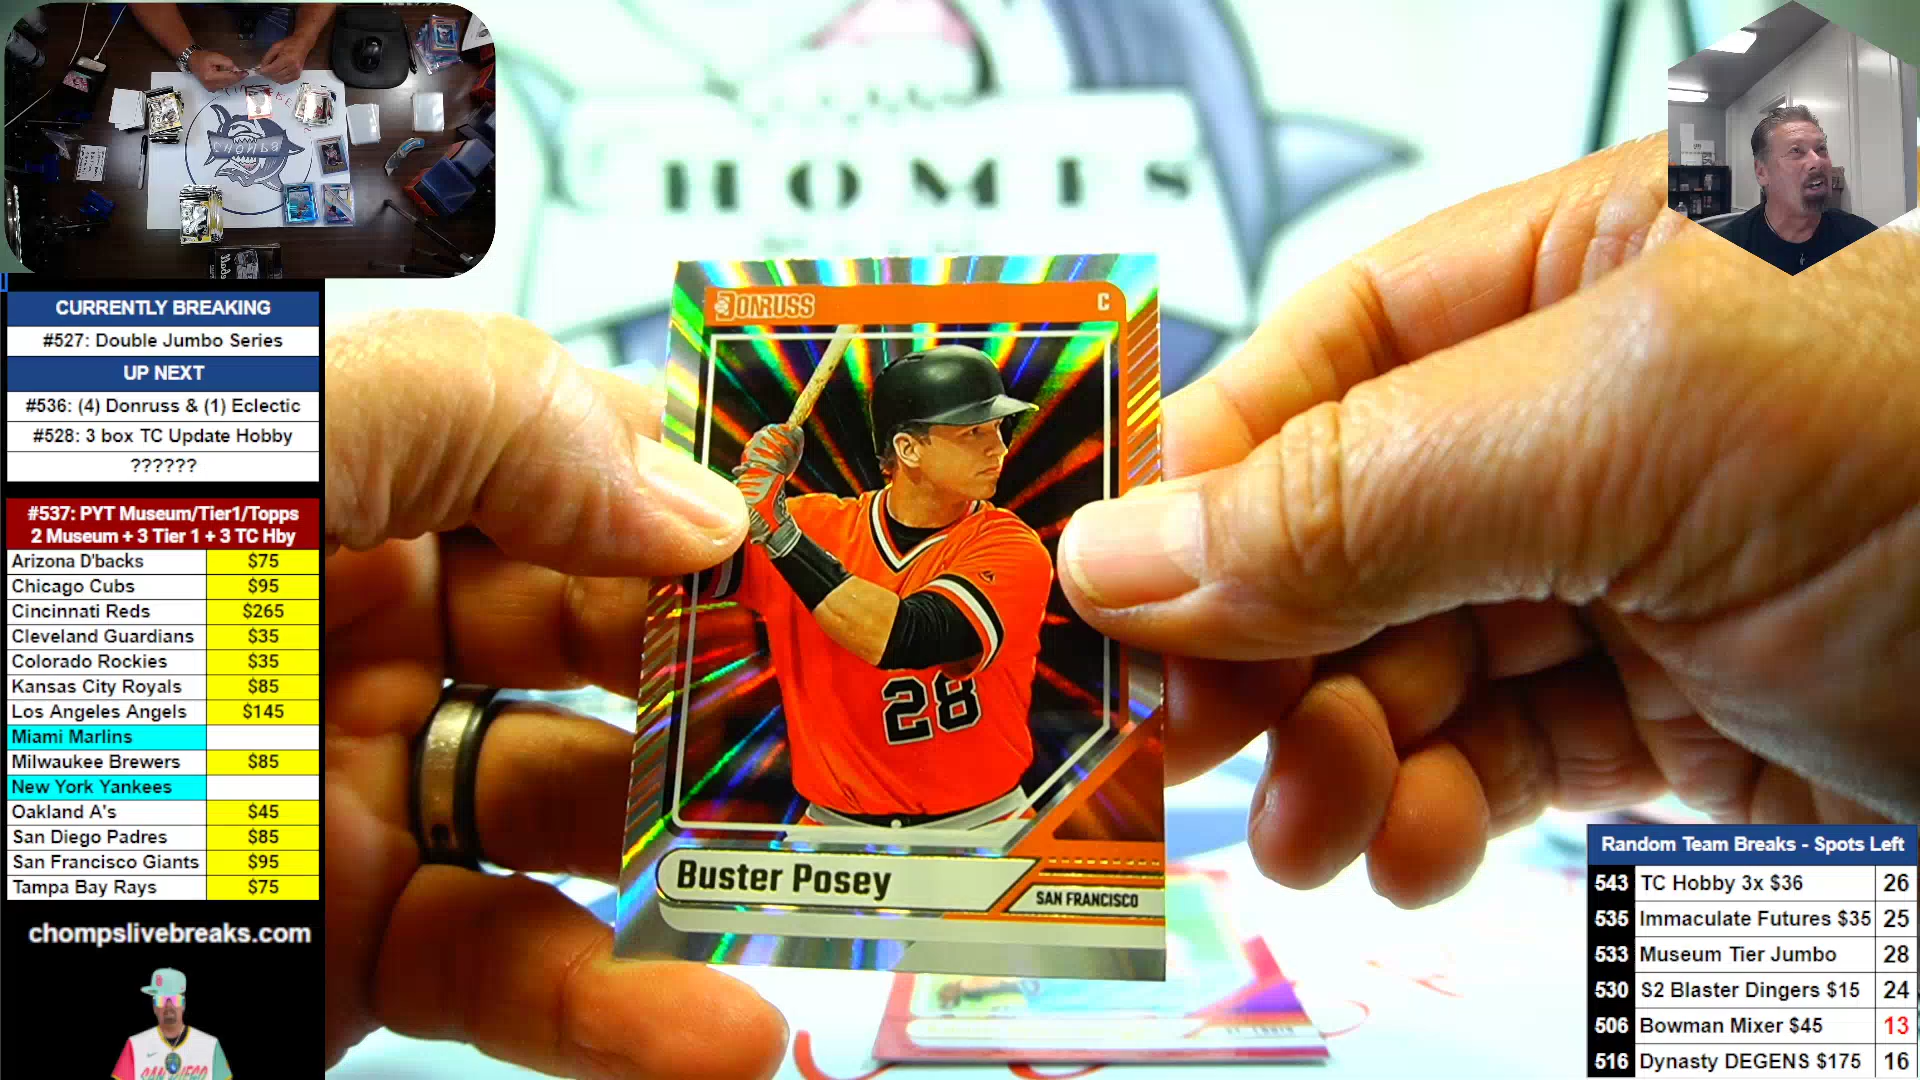 HOMIS
DONRUSS
C
28
Buster Posey
SAN FRANCISCO
CURRENTLY BREAKING
#527: Double Jumbo Series
UP NEXT
#536: (4) Donruss & (1) Eclectic
#528: 3 box TC Update Hobby
??????
#537: PYT Museum/Tier1/Topps
2 Museum + 3 Tier 1 + 3 TC Hby
Arizona D'backs $75
Chicago Cubs $95
Cincinnati Reds $265
Cleveland Guardians $35
Colorado Rockies $35
Kansas City Royals $85
Los Angeles Angels $145
Miami Marlins
Milwaukee Brewers $85
New York Yankees
Oakland A's $45
San Diego Padres $85
San Francisco Giants $95
Tampa Bay Rays $75
chompslivebreaks.com
SAN DIEGO
Random Team Breaks - Spots Left
543 TC Hobby 3x $36 26
535 Immaculate Futures $35 25
533 Museum Tier Jumbo 28
530 S2 Blaster Dingers $15 24
506 Bowman Mixer $45 13
516 Dynasty DEGENS $175 16